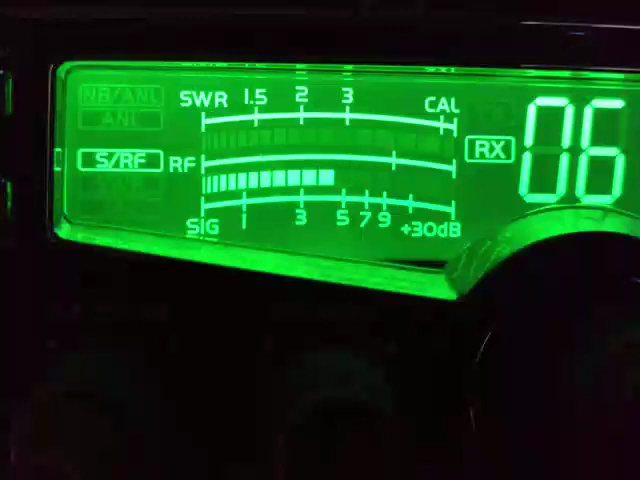 NB/ANL
SWR 1.5 2 3 CAL
ANL
S/RF RF RX 06
1 3 5 7 9 +30dB
SIG